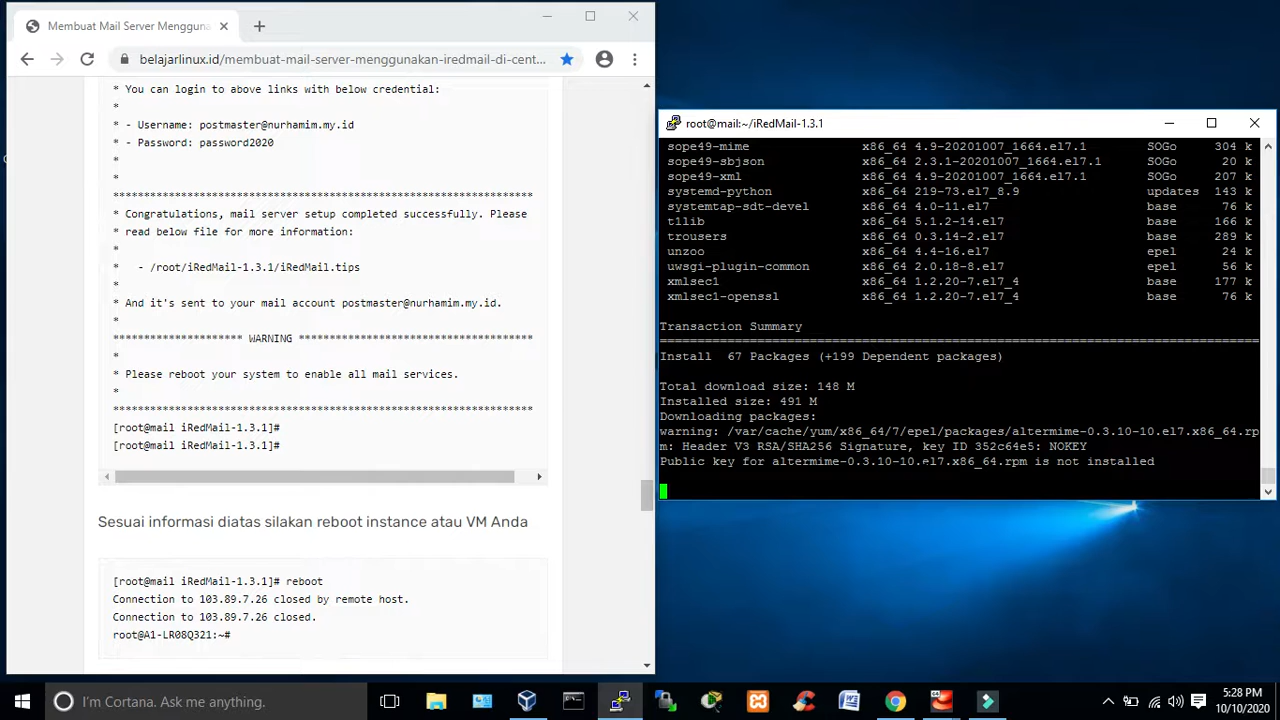 Membuat Mail Server Mengguna
belajarlinux.id/membuat-mail-server-menggunakan-iredmail-di-cent...
* You can login to above links with below credential:
*
* - Username: postmaster@nurhamim.my.id
* - Password: password2020
*
*
********************************************************************
* Congratulations, mail server setup completed successfully. Please
* read below file for more information:
*
*   - /root/iRedMail-1.3.1/iRedMail.tips
*
* And it's sent to your mail account postmaster@nurhamim.my.id.
*
********************* WARNING **************************************
*
* Please reboot your system to enable all mail services.
*
********************************************************************
[root@mail iRedMail-1.3.1]#
[root@mail iRedMail-1.3.1]#
Sesuai informasi diatas silakan reboot instance atau VM Anda
[root@mail iRedMail-1.3.1]# reboot
Connection to 103.89.7.26 closed by remote host.
Connection to 103.89.7.26 closed.
root@A1-LR08Q321:~#
root@mail:~/iRedMail-1.3.1
sope49-mime x86_64 4.9-20201007_1664.el7.1 SOGo 304 k
sope49-sbjson x86_64 2.3.1-20201007_1664.el7.1 SOGo 20 k
sope49-xml x86_64 4.9-20201007_1664.el7.1 SOGo 207 k
systemd-python x86_64 219-73.el7_8.9 updates 143 k
systemtap-sdt-devel x86_64 4.0-11.el7 base 76 k
t1lib x86_64 5.1.2-14.el7 base 166 k
trousers x86_64 0.3.14-2.el7 base 289 k
unzoo x86_64 4.4-16.el7 epel 24 k
uwsgi-plugin-common x86_64 2.0.18-8.el7 epel 56 k
xmlsec1 x86_64 1.2.20-7.el7_4 base 177 k
xmlsec1-openssl x86_64 1.2.20-7.el7_4 base 76 k
Transaction Summary
================================================================================
Install  67 Packages (+199 Dependent packages)
Total download size: 148 M
Installed size: 491 M
Downloading packages:
warning: /var/cache/yum/x86_64/7/epel/packages/altermime-0.3.10-10.el7.x86_64.rp
m: Header V3 RSA/SHA256 Signature, key ID 352c64e5: NOKEY
Public key for altermime-0.3.10-10.el7.x86_64.rpm is not installed
I'm Cortana. Ask me anything.
5:28 PM
10/10/2020